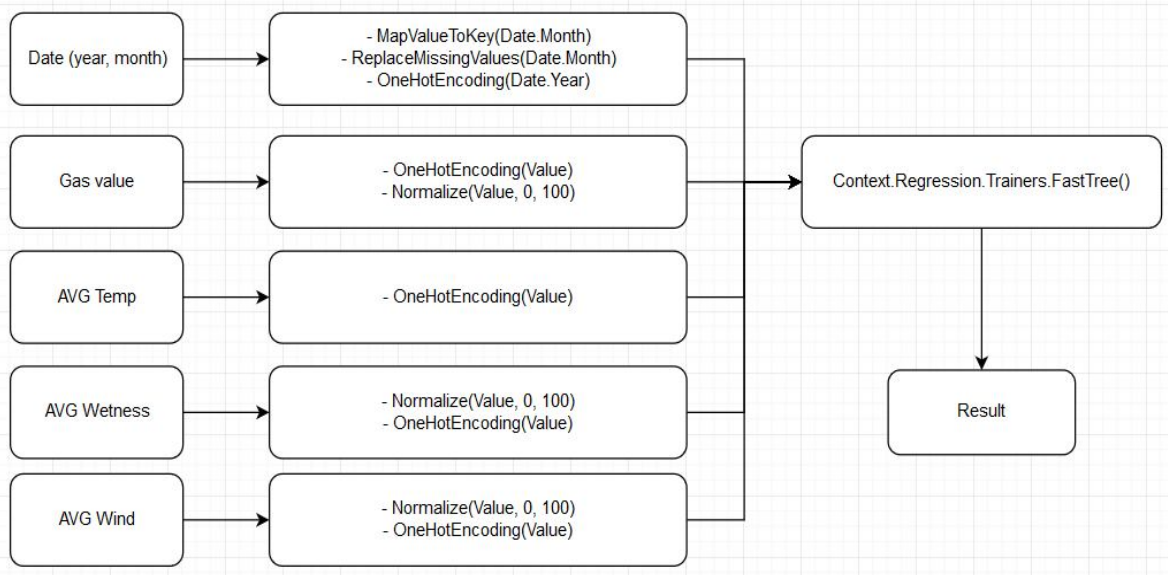 Date (year, month)
- MapValueToKey(Date.Month)
- ReplaceMissingValues(Date.Month)
- OneHotEncoding(Date.Year)
Gas value
- OneHotEncoding(Value)
- Normalize(Value, 0, 100)
Context.Regression.Trainers.FastTree()
AVG Temp
- OneHotEncoding(Value)
AVG Wetness
- Normalize(Value, 0, 100)
- OneHotEncoding(Value)
Result
AVG Wind
- Normalize(Value, 0, 100)
- OneHotEncoding(Value)